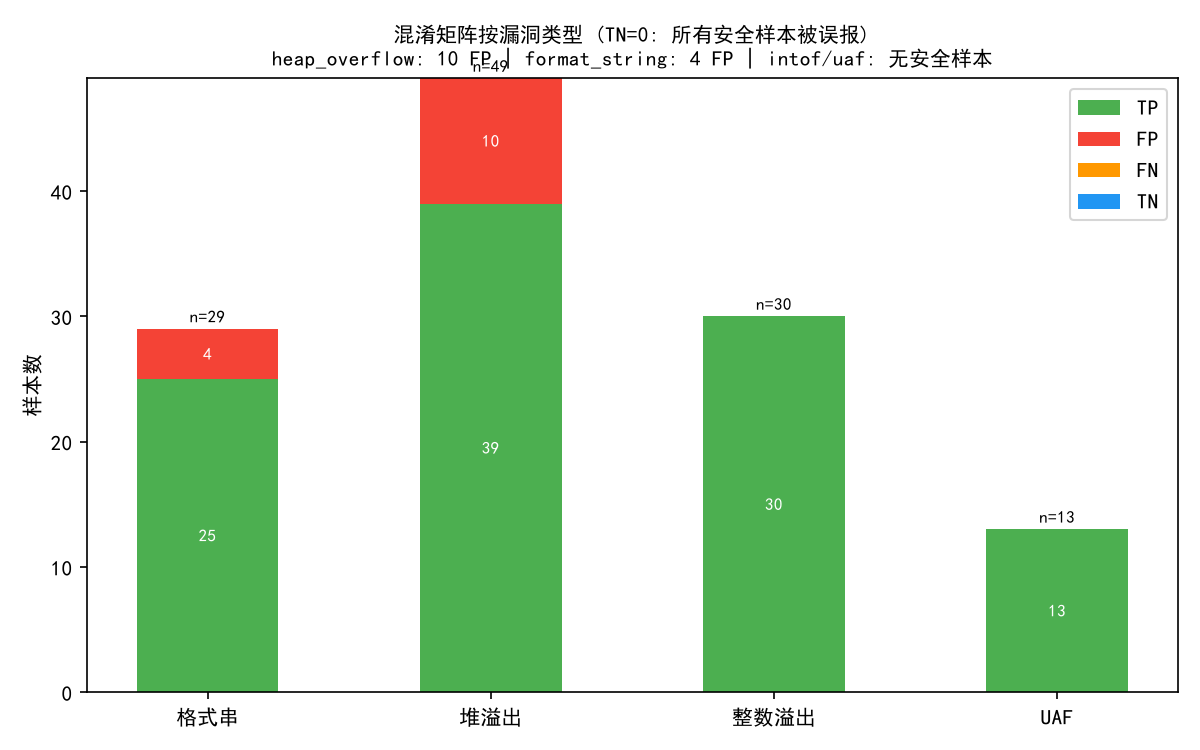 混淆矩阵按漏洞类型 (TN=0: 所有安全样本被误报)
heap_overflow: 10 FP | format_string: 4 FP | intof/uaf: 无安全样本
n=49
TP
FP
FN
TN
10
40
n=29
n=30
30
4
样本数
39
20
30
25
n=13
10
13
0
格式串
堆溢出
整数溢出
UAF